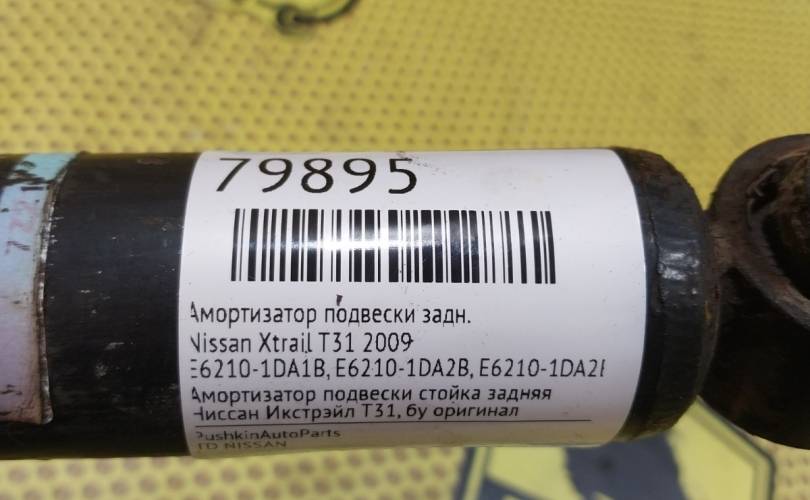 79895
Амортизатор подвески задн.
Nissan Xtrail T31 2009
E6210-1DA1B, E6210-1DA2B, E6210-1DA2
Амортизатор подвески стойка задняя
Ниссан Икстрэйл Т31, бу оригинал
PushkinAutoParts
TD NISSAN